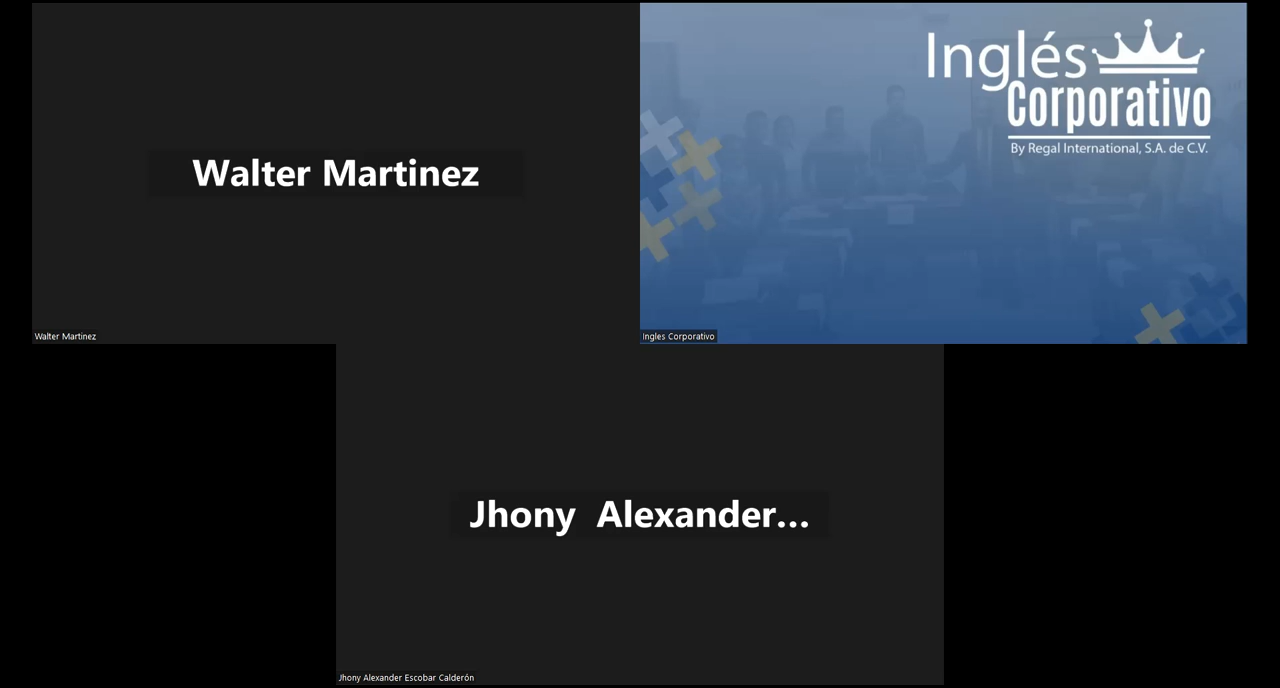 Walter Martinez
Walter Martinez
Inglés
Corporativo
By Regal International, S.A. de C.V.
Ingles Corporativo
Jhony Alexander...
Jhony Alexander Escobar Calderón